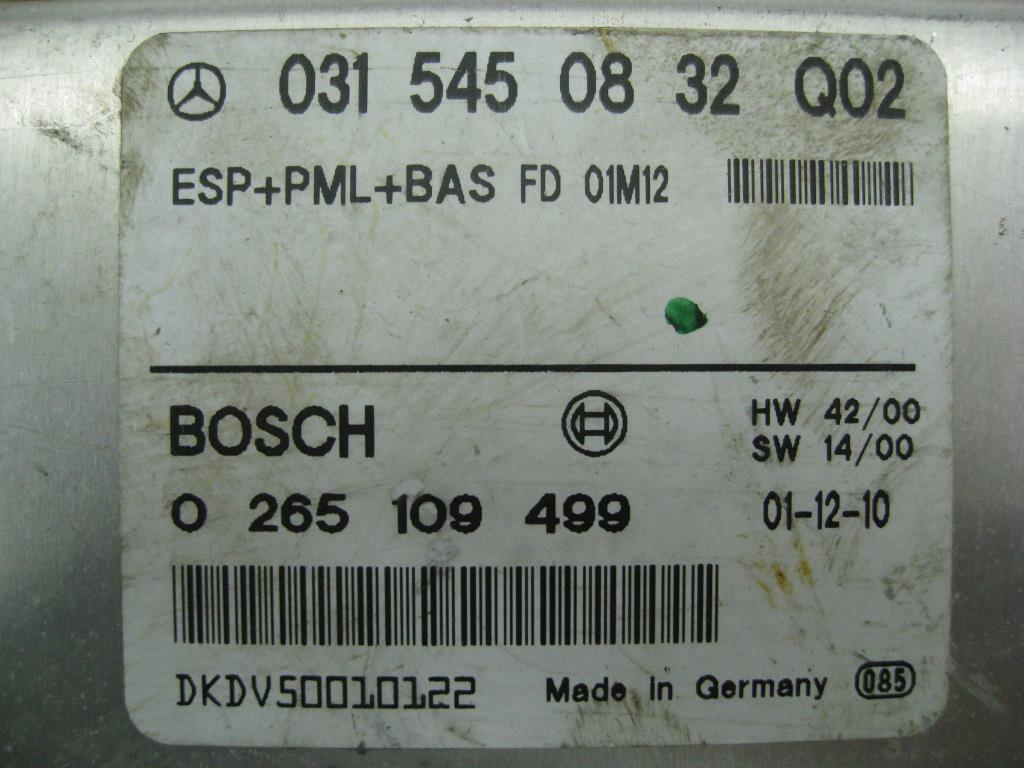 031 545 08 32 Q02
ESP+PML+BAS FD 01M12
BOSCH
HW 42/00
SW 14/00
0 265 109 499
01-12-10
DKDV50010122
Made in Germany 085